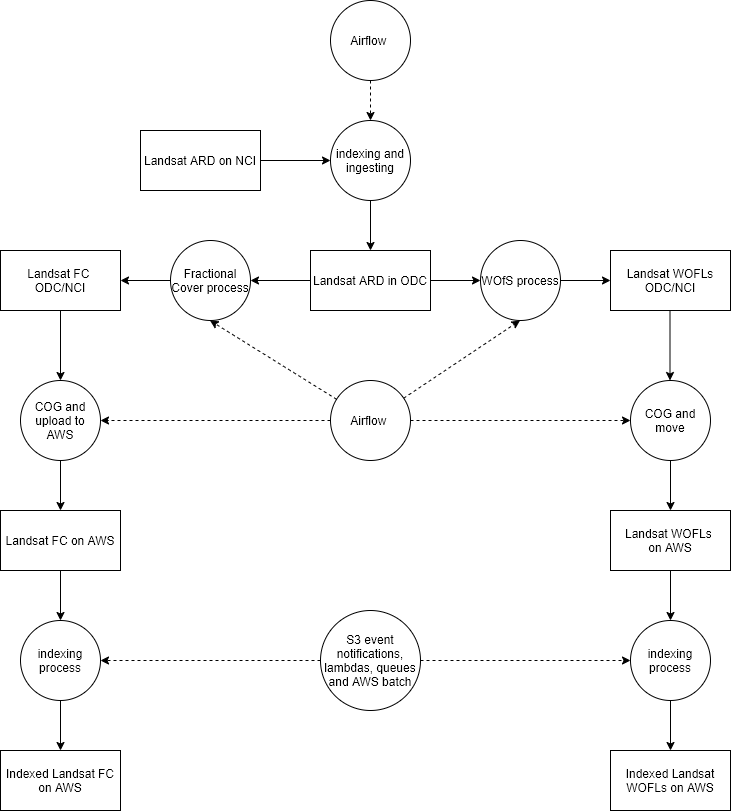 Airflow
Landsat ARD on NCI
indexing and
ingesting
Landsat FC
ODC/NCI
Fractional
Cover process
Landsat ARD in ODC
WOfS process
Landsat WOFLs
ODC/NCI
COG and
upload to
AWS
Airflow
COG and
move
Landsat FC on AWS
Landsat WOFLs
on AWS
indexing
process
S3 event
notifications,
lambdas, queues
and AWS batch
indexing
process
Indexed Landsat FC
on AWS
Indexed Landsat
WOFLs on AWS